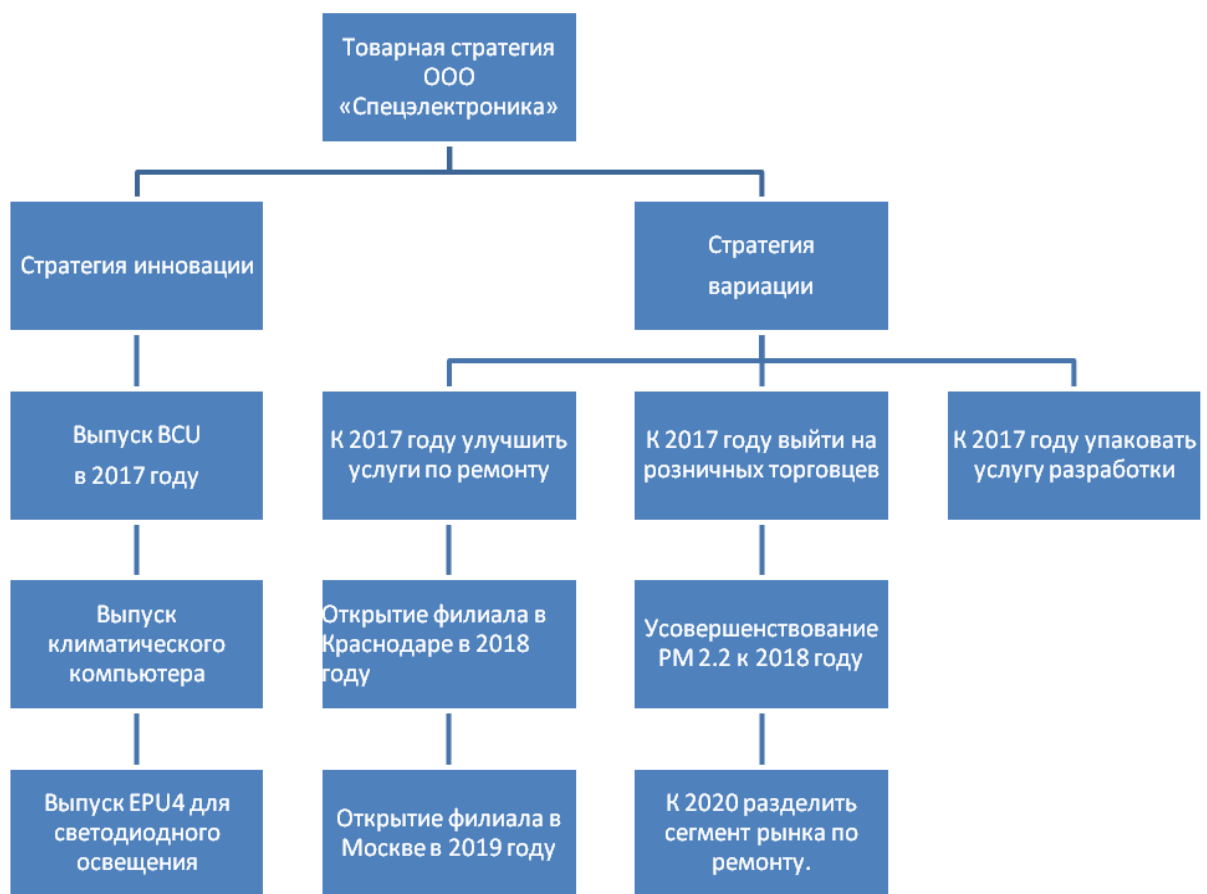 Товарная стратегия
ООО
«Спецэлектроника»
Стратегия инновации
Стратегия
вариации
Выпуск BCU
в 2017 году
К 2017 году улучшить
услуги по ремонту
К 2017 году выйти на
розничных торговцев
К 2017 году упаковать
услугу разработки
Выпуск
климатического
компьютера
Открытие филиала в
Краснодаре в 2018
году
Усовершенствование
РМ 2.2 к 2018 году
Выпуск EPU4 для
светодиодного
освещения
Открытие филиала в
Москве в 2019 году
К 2020 разделить
сегмент рынка по
ремонту.